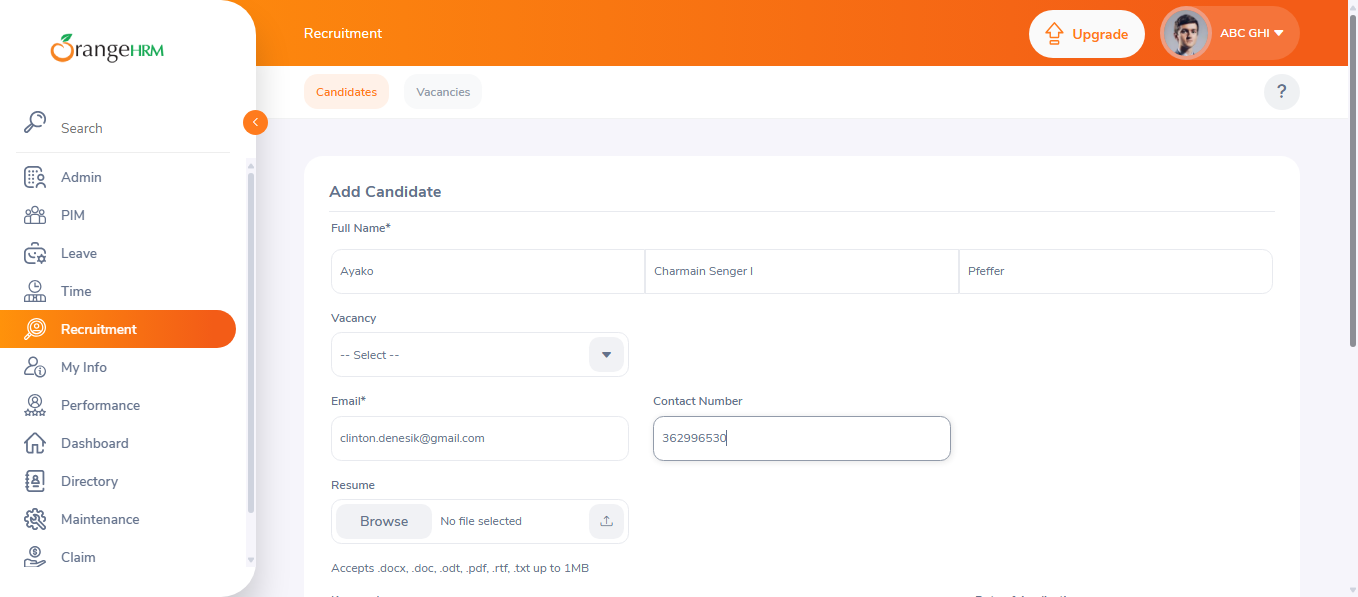 OrangeHRM
Recruitment
Upgrade
ABC GHI
Candidates
Vacancies
?
Search
Admin
PIM
Leave
Time
Recruitment
My Info
Performance
Dashboard
Directory
Maintenance
Claim
Add Candidate
Full Name*
Ayako
Charmain Senger I
Pfeffer
Vacancy
-- Select --
Email*
Contact Number
clinton.denesik@gmail.com
362996530
Resume
Browse
No file selected
Accepts .docx, .doc, .odt, .pdf, .rtf, .txt up to 1MB